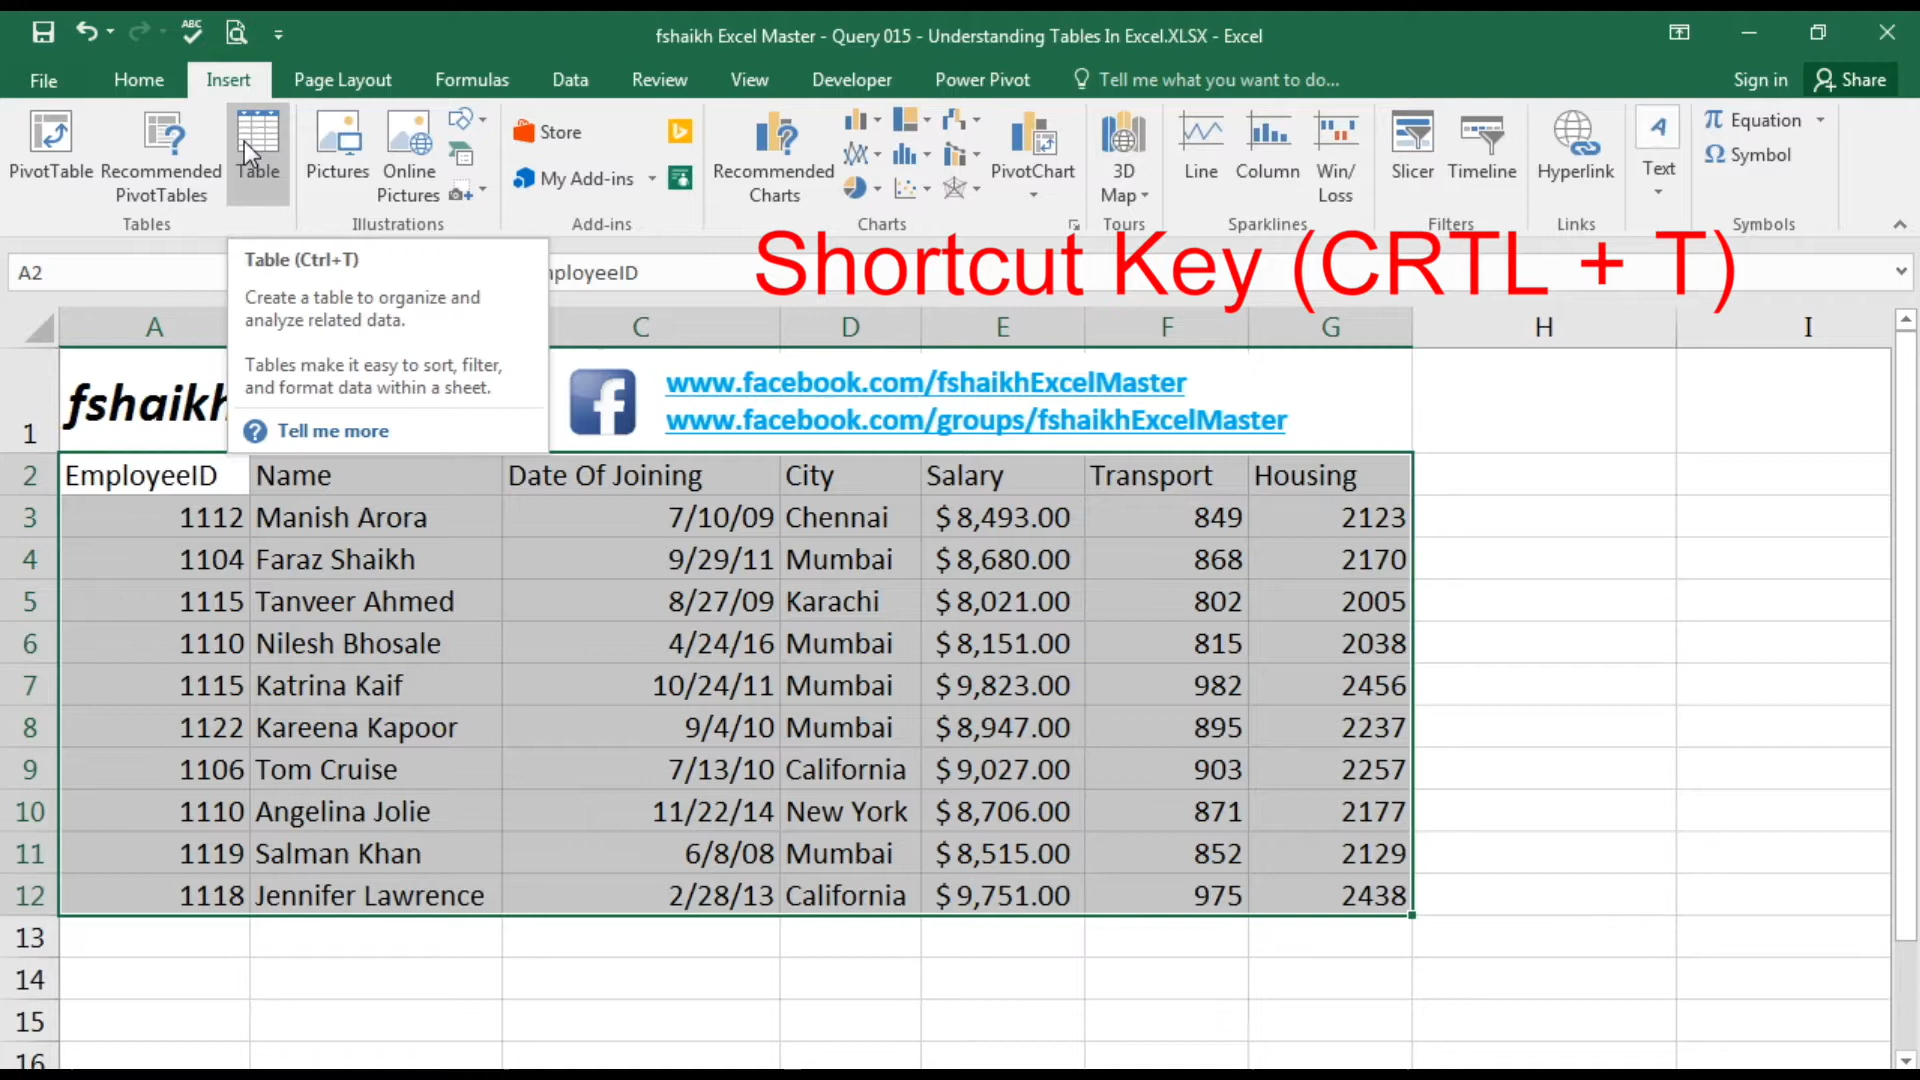 ABC
fshaikh Excel Master - Query 015 - Understanding Tables In Excel.XLSX - Excel
File Home Insert Page Layout Formulas Data Review View Developer Power Pivot Tell me what you want to do... Sign in Share
PivotTable
Recommended
PivotTables
Table
Pictures
Online
Pictures
Store
My Add-ins
Recommended
Charts
PivotChart
3D
Map
Line
Column
Win/
Loss
Slicer
Timeline
Hyperlink
A
Text
π Equation
Ω Symbol
Tables Illustrations Add-ins Charts Tours Sparklines Filters Links Symbols
Shortcut Key (CRTL + T)
A2
ployeeID
Table (Ctrl+T)
Create a table to organize and
analyze related data.
Tables make it easy to sort, filter,
and format data within a sheet.
? Tell me more
A C D E F G H I
1 fshaikh
f
www.facebook.com/fshaikhExcelMaster
www.facebook.com/groups/fshaikhExcelMaster
2 EmployeeID Name Date Of Joining City Salary Transport Housing
3 1112 Manish Arora 7/10/09 Chennai $ 8,493.00 849 2123
4 1104 Faraz Shaikh 9/29/11 Mumbai $ 8,680.00 868 2170
5 1115 Tanveer Ahmed 8/27/09 Karachi $ 8,021.00 802 2005
6 1110 Nilesh Bhosale 4/24/16 Mumbai $ 8,151.00 815 2038
7 1115 Katrina Kaif 10/24/11 Mumbai $ 9,823.00 982 2456
8 1122 Kareena Kapoor 9/4/10 Mumbai $ 8,947.00 895 2237
9 1106 Tom Cruise 7/13/10 California $ 9,027.00 903 2257
10 1110 Angelina Jolie 11/22/14 New York $ 8,706.00 871 2177
11 1119 Salman Khan 6/8/08 Mumbai $ 8,515.00 852 2129
12 1118 Jennifer Lawrence 2/28/13 California $ 9,751.00 975 2438
13
14
15
16